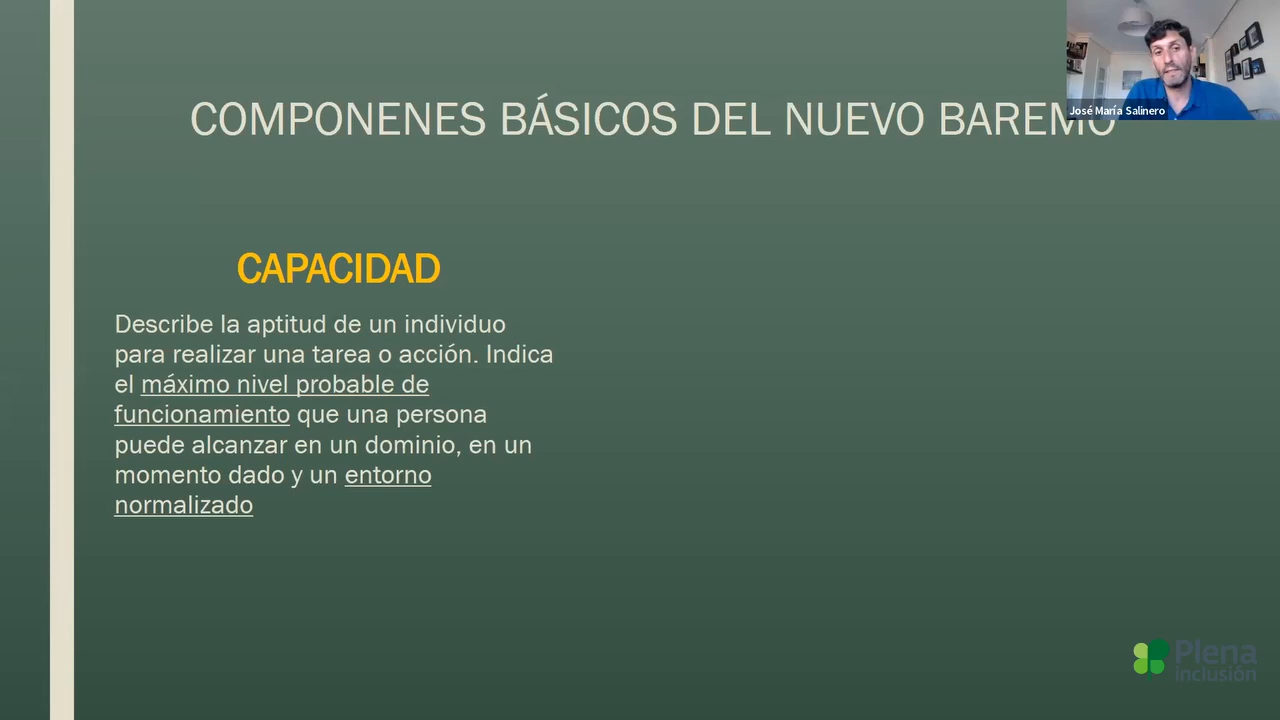 COMPONENES BÁSICOS DEL NUEVO BAREMO
José María Salinero
CAPACIDAD
Describe la aptitud de un individuo
para realizar una tarea o acción. Indica
el máximo nivel probable de
funcionamiento que una persona
puede alcanzar en un dominio, en un
momento dado y un entorno
normalizado
Plena
inclusión